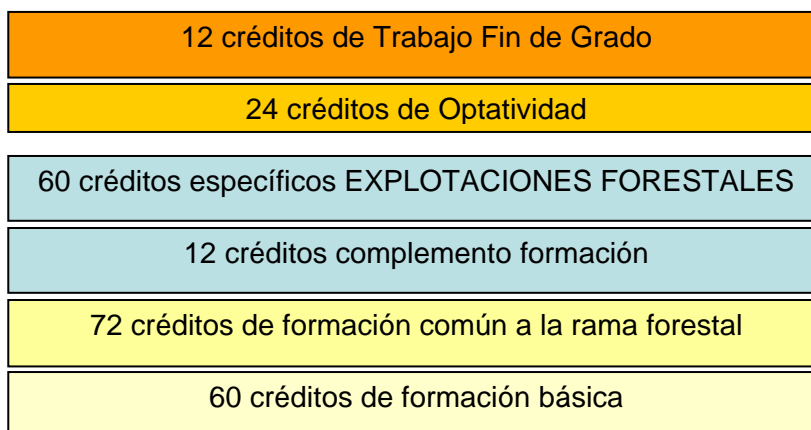 12 créditos de Trabajo Fin de Grado
24 créditos de Optatividad
60 créditos específicos EXPLOTACIONES FORESTALES
12 créditos complemento formación
72 créditos de formación común a la rama forestal
60 créditos de formación básica